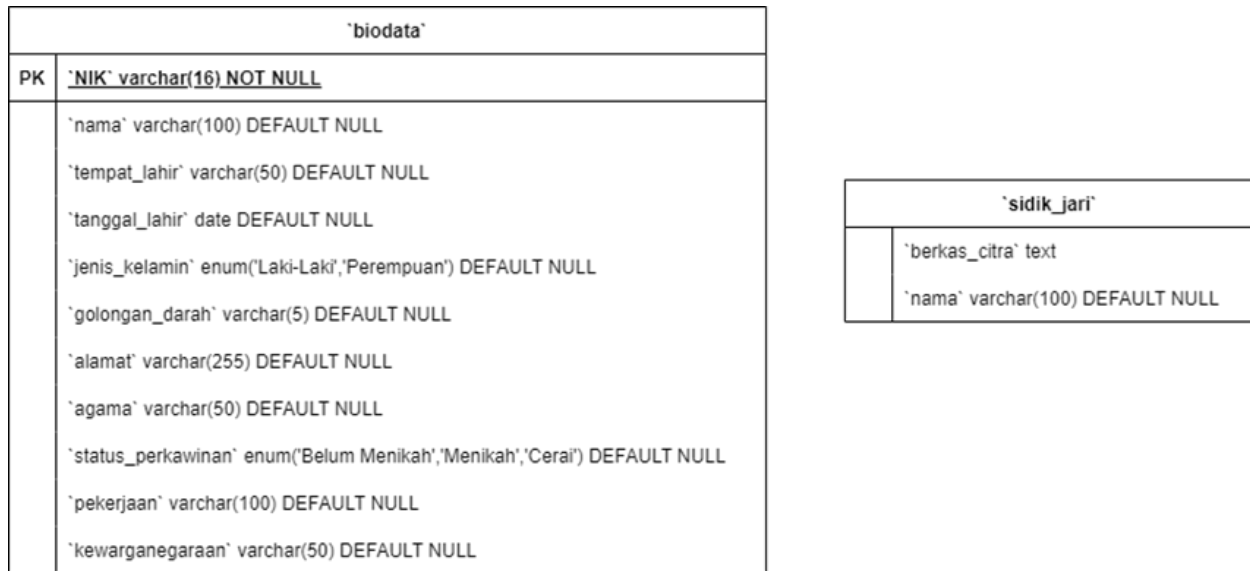 `biodata`
PK `NIK` varchar(16) NOT NULL
`nama` varchar(100) DEFAULT NULL
`tempat_lahir` varchar(50) DEFAULT NULL
`tanggal_lahir` date DEFAULT NULL
`jenis_kelamin` enum('Laki-Laki','Perempuan') DEFAULT NULL
`golongan_darah` varchar(5) DEFAULT NULL
`alamat` varchar(255) DEFAULT NULL
`agama` varchar(50) DEFAULT NULL
`status_perkawinan` enum('Belum Menikah','Menikah','Cerai') DEFAULT NULL
`pekerjaan` varchar(100) DEFAULT NULL
`kewarganegaraan` varchar(50) DEFAULT NULL
`sidik_jari`
`berkas_citra` text
`nama` varchar(100) DEFAULT NULL